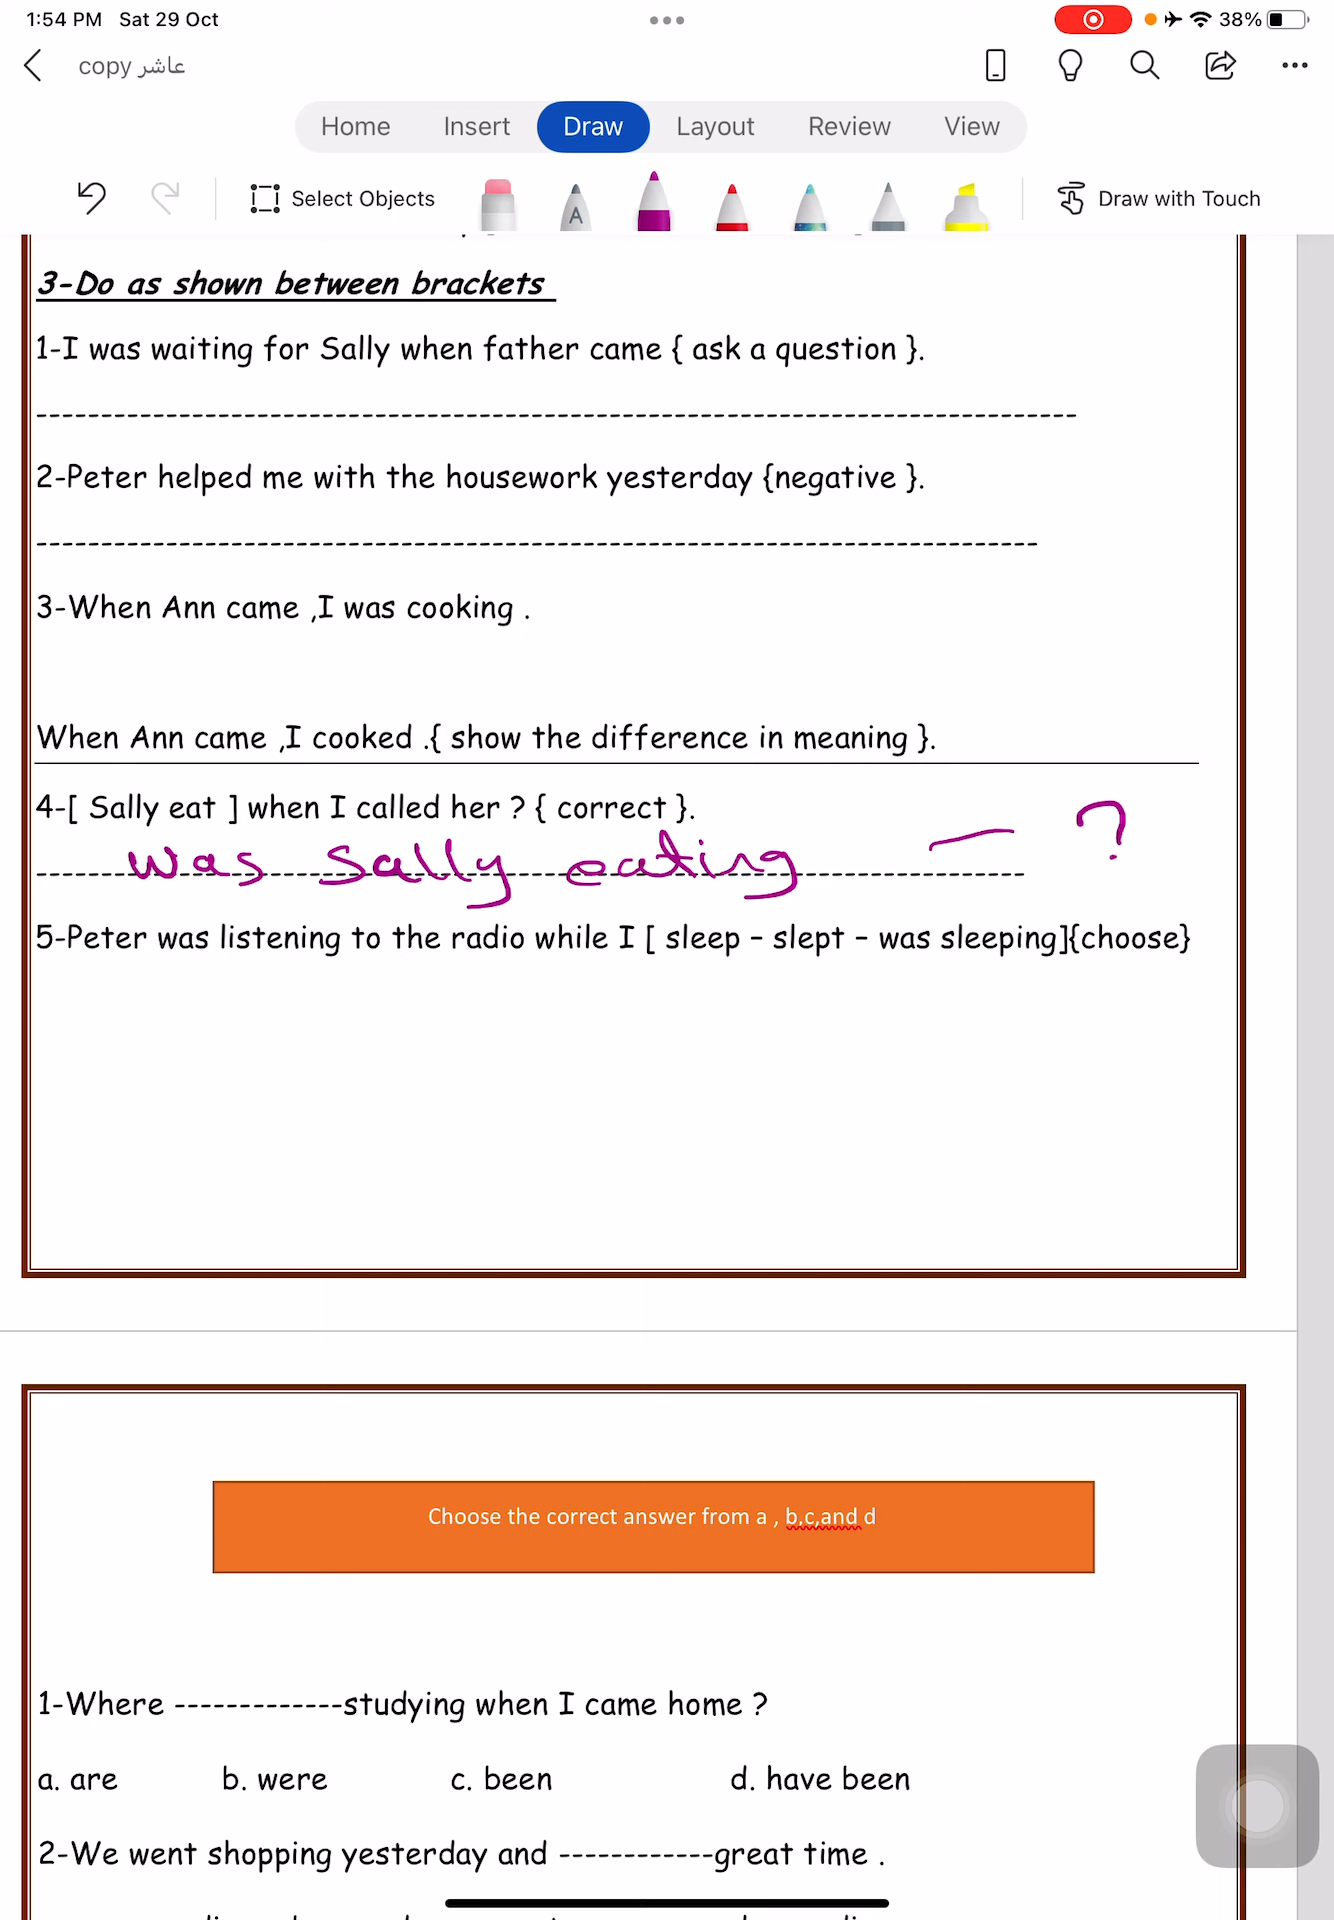 1:54 PM Sat 29 Oct
38%
copy عاشر
Home Insert Draw Layout Review View
Select Objects
A
Draw with Touch
3-Do as shown between brackets
1-I was waiting for Sally when father came { ask a question }.
--------------------------------------------------------------------------------
2-Peter helped me with the housework yesterday {negative }.
-----------------------------------------------------------------------------
3-When Ann came ,I was cooking .
When Ann came ,I cooked .{ show the difference in meaning }.
4-[ Sally eat ] when I called her ? { correct }.
was Sally eating — ?
5-Peter was listening to the radio while I [ sleep – slept – was sleeping]{choose}
Choose the correct answer from a , b,c,and d
1-Where -------------studying when I came home ?
a. are b. were c. been d. have been
2-We went shopping yesterday and ------------great time .